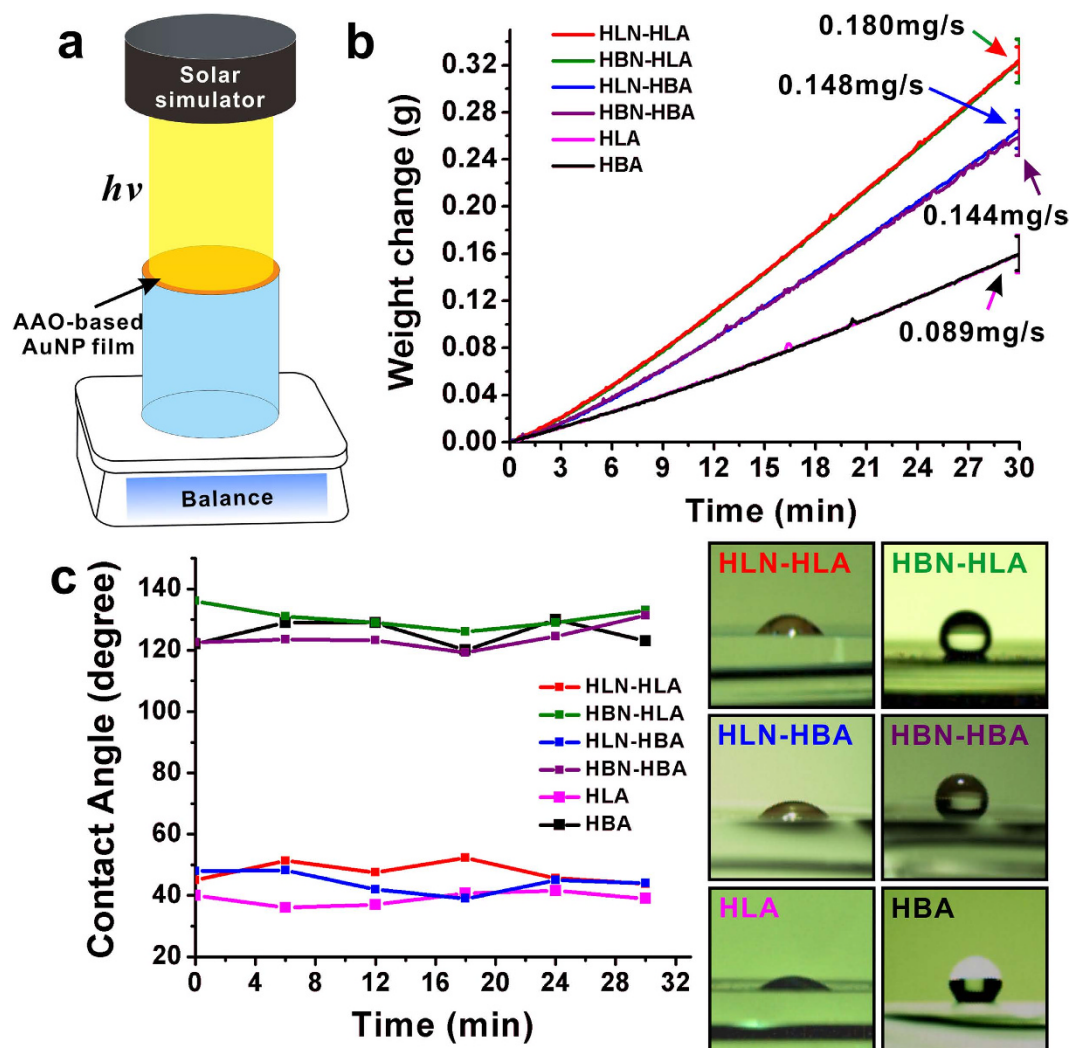 a
Solar
simulator
hν
AAO-based
AuNP film
Balance
b
Weight change (g)
0.32
0.28
0.24
0.20
0.16
0.12
0.08
0.04
0.00
HLN-HLA
HBN-HLA
HLN-HBA
HBN-HBA
HLA
HBA
0.180mg/s
0.148mg/s
0.144mg/s
0.089mg/s
0 3 6 9 12 15 18 21 24 27 30
Time (min)
c
Contact Angle (degree)
140
120
100
80
60
40
20
HLN-HLA
HBN-HLA
HLN-HBA
HBN-HBA
HLA
HBA
0 4 8 12 16 20 24 28 32
Time (min)
HLN-HLA
HBN-HLA
HLN-HBA
HBN-HBA
HLA
HBA